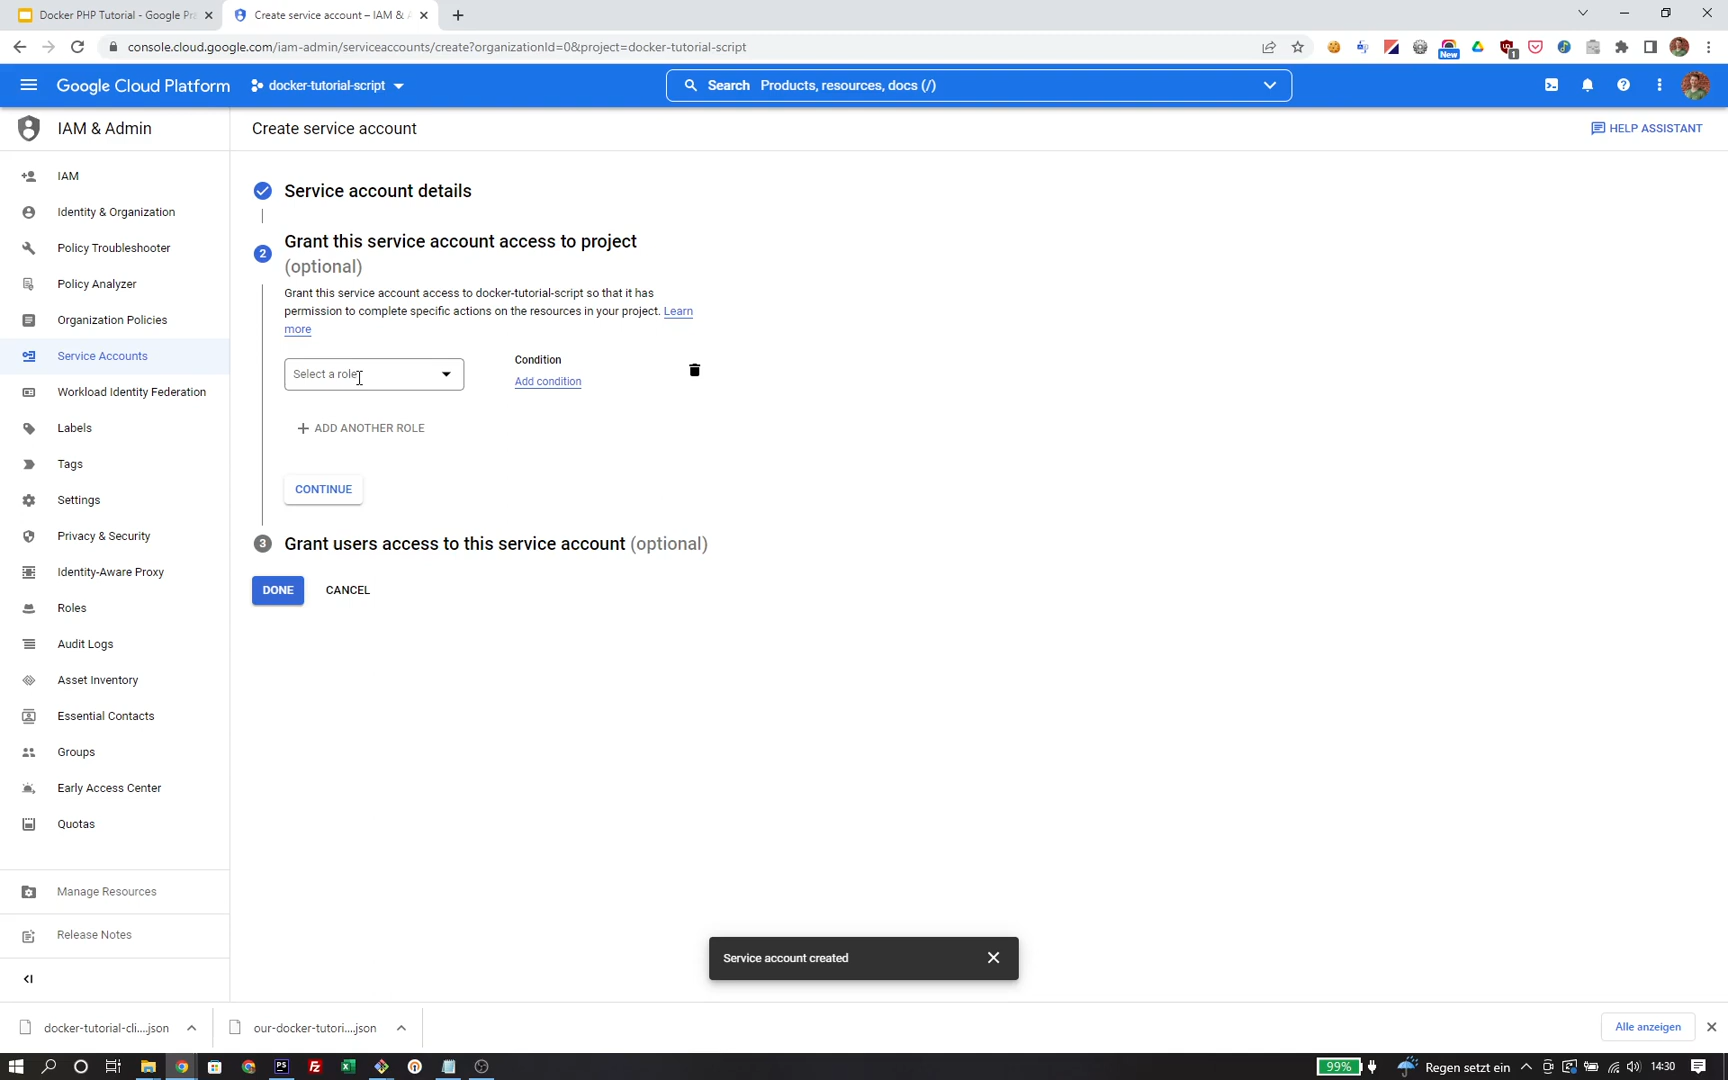 Docker PHP Tutorial - Google Prä
Create service account – IAM &
console.cloud.google.com/iam-admin/serviceaccounts/create?organizationId=0&project=docker-tutorial-script
New
1
Google Cloud Platform
docker-tutorial-script
Search Products, resources, docs (/)
IAM & Admin
Create service account
HELP ASSISTANT
IAM
Identity & Organization
Policy Troubleshooter
Policy Analyzer
Organization Policies
Service Accounts
Workload Identity Federation
Labels
Tags
Settings
Privacy & Security
Identity-Aware Proxy
Roles
Audit Logs
Asset Inventory
Essential Contacts
Groups
Early Access Center
Quotas
Manage Resources
Release Notes
Service account details
2
Grant this service account access to project
(optional)
Grant this service account access to docker-tutorial-script so that it has
permission to complete specific actions on the resources in your project. Learn
more
Select a role
Condition
Add condition
ADD ANOTHER ROLE
CONTINUE
3
Grant users access to this service account (optional)
DONE
CANCEL
Service account created
docker-tutorial-cli....json
our-docker-tutori....json
Alle anzeigen
99%
Regen setzt ein
14:30